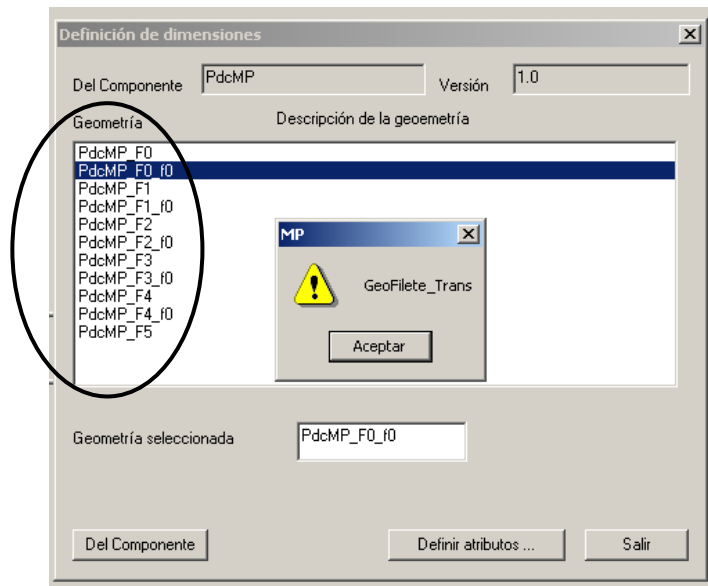 Definición de dimensiones
Del Componente PdcMP Versión 1.0
Geometría Descripción de la geoemetría
PdcMP_F0
PdcMP_F0_f0
PdcMP_F1
PdcMP_F1_f0
PdcMP_F2
PdcMP_F2_f0
PdcMP_F3
PdcMP_F3_f0
PdcMP_F4
PdcMP_F4_f0
PdcMP_F5
MP
GeoFilete_Trans
Aceptar
Geometría seleccionada PdcMP_F0_f0
Del Componente Definir atributos ... Salir